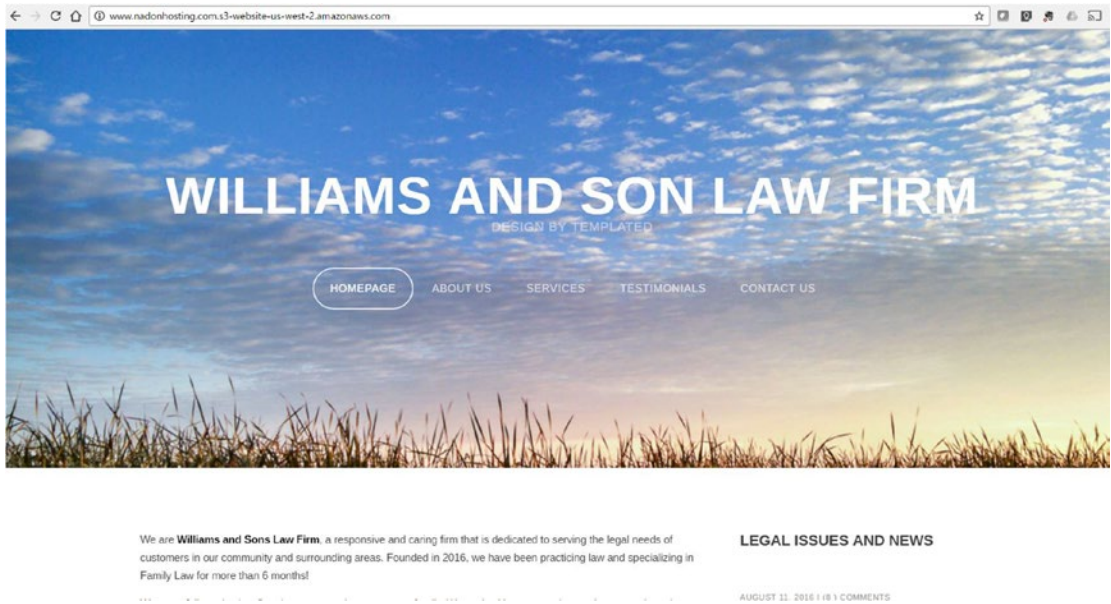 www.nadonhosting.com.s3-website-us-west-2.amazonaws.com
WILLIAMS AND SON LAW FIRM
DESIGN BY TEMPLATED
HOMEPAGE ABOUT US SERVICES TESTIMONIALS CONTACT US
We are Williams and Sons Law Firm, a responsive and caring firm that is dedicated to serving the legal needs of
customers in our community and surrounding areas. Founded in 2016, we have been practicing law and specializing in
Family Law for more than 6 months!
LEGAL ISSUES AND NEWS
AUGUST 11, 2016 | (8) COMMENTS